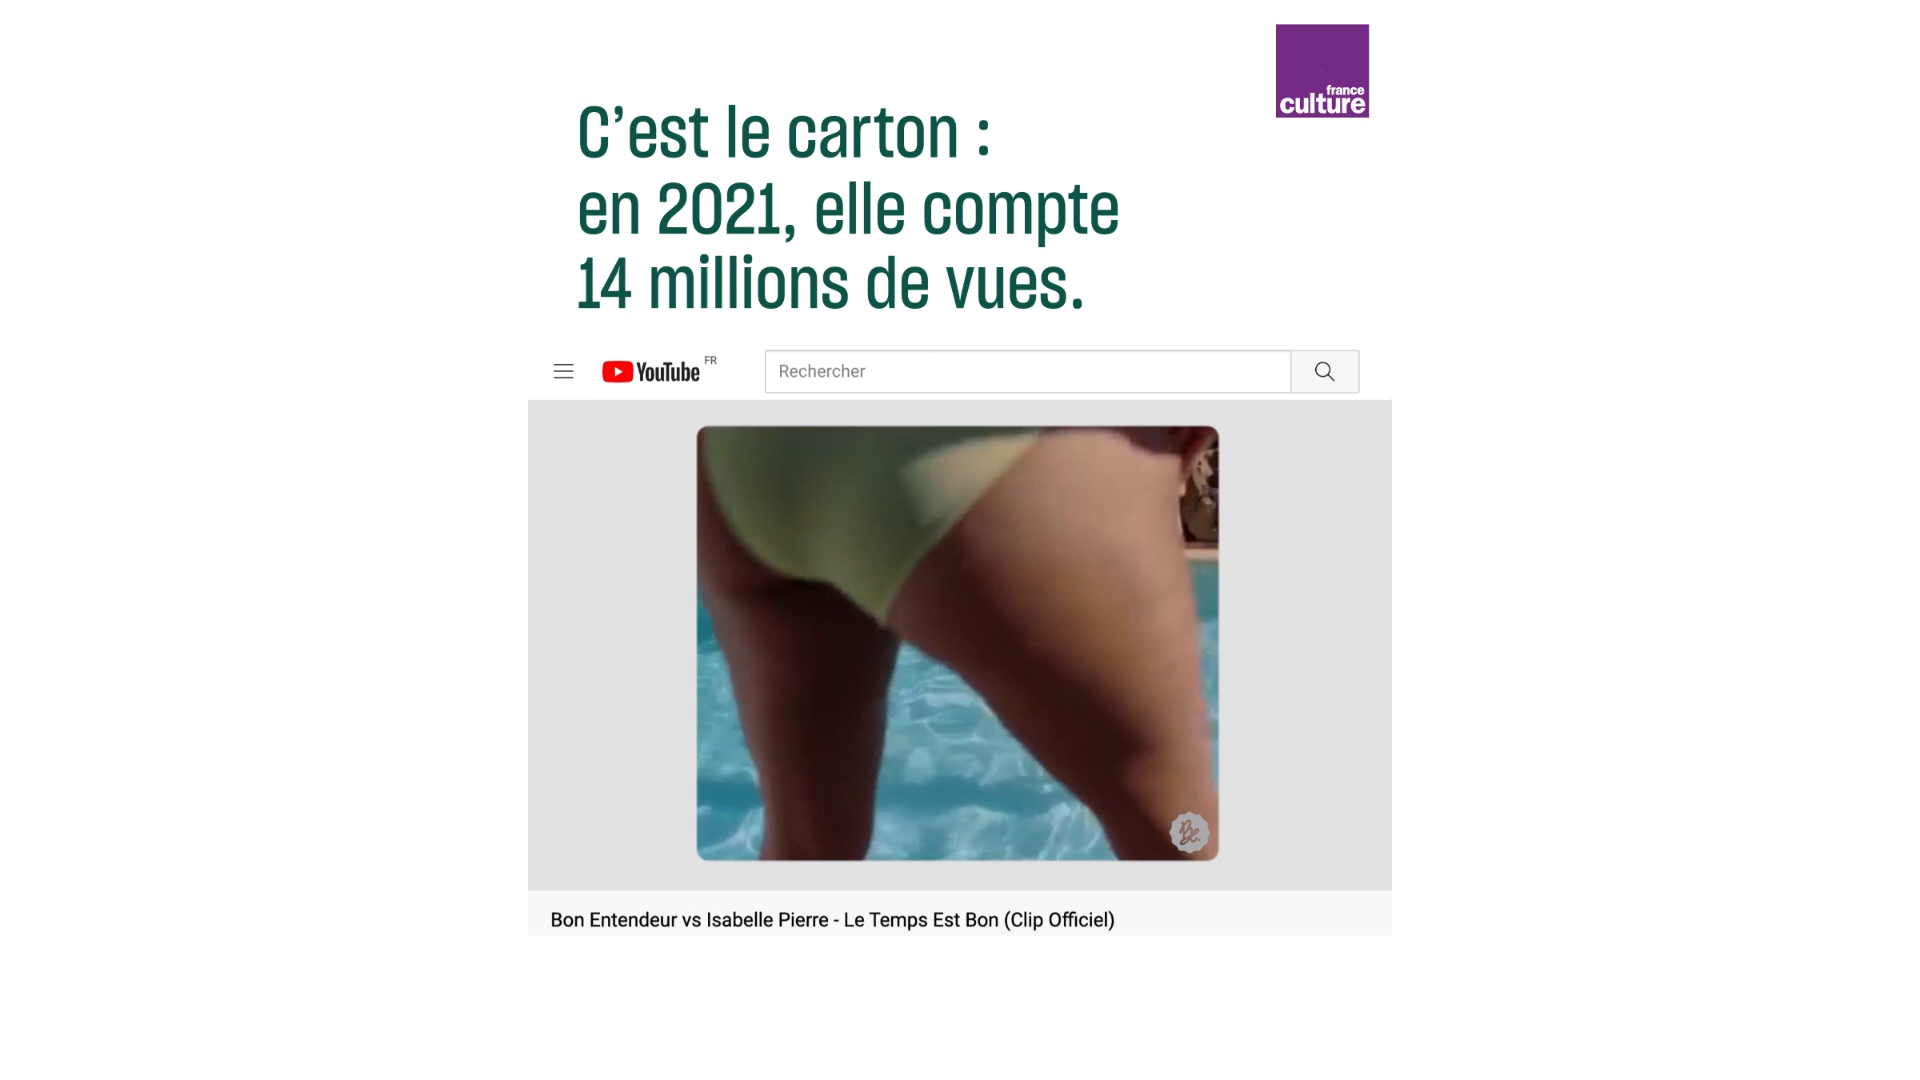 france
culture
C’est le carton :
en 2021, elle compte
14 millions de vues.
YouTube FR
Rechercher
Be.
Bon Entendeur vs Isabelle Pierre - Le Temps Est Bon (Clip Officiel)